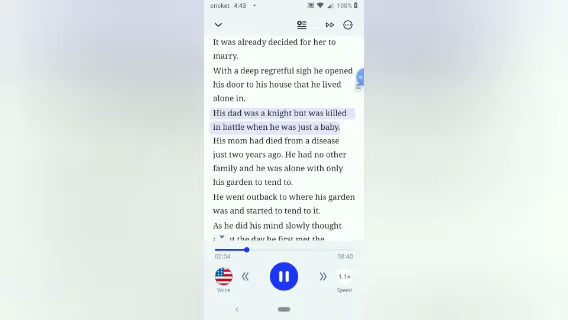 cricket 4:43
100%
It was already decided for her to
marry.
With a deep regretful sigh he opened
his door to his house that he lived
alone in.
His dad was a knight but was killed
in battle when he was just a baby.
His mom had died from a disease
just two years ago. He had no other
family and he was alone with only
his garden to tend to.
He went outback to where his garden
was and started to tend to it.
As he did his mind slowly thought
the day he first met the
02:04
08:40
1.1×
Voice
Speed